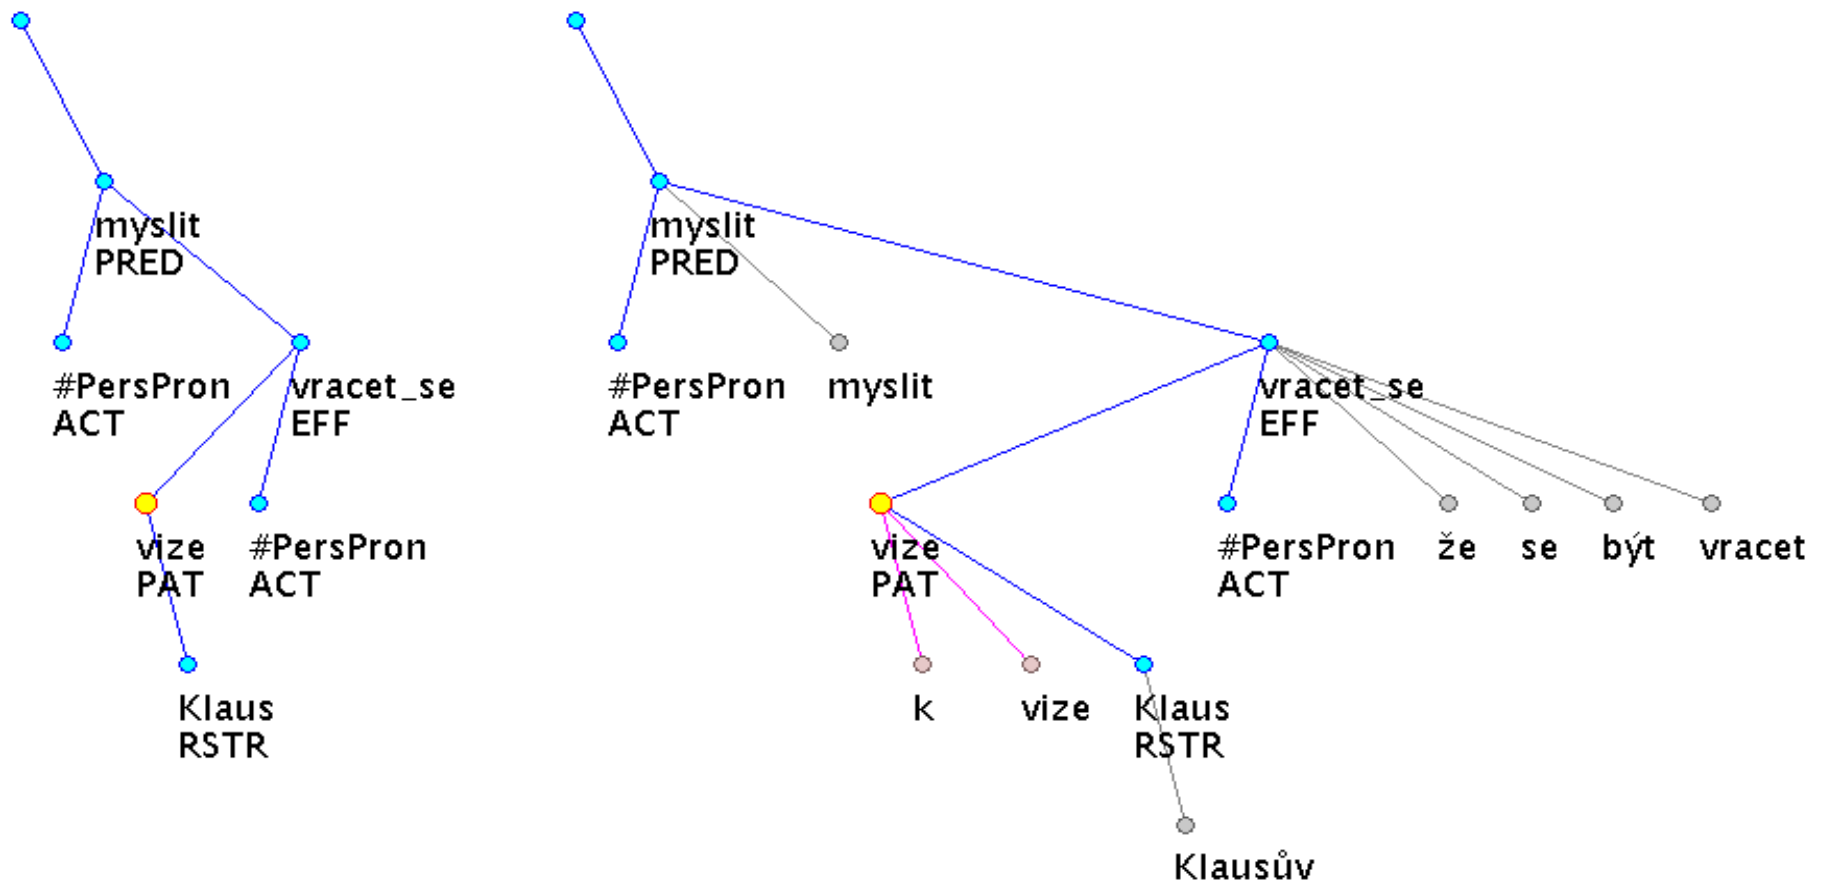 myslit
PRED
#PersPron
ACT
vracet_se
EFF
vize
PAT
#PersPron
ACT
Klaus
RSTR
myslit
PRED
#PersPron
ACT
myslit
vracet_se
EFF
vize
PAT
#PersPron
ACT
že
se
být
vracet
k
vize
Klaus
RSTR
Klausův